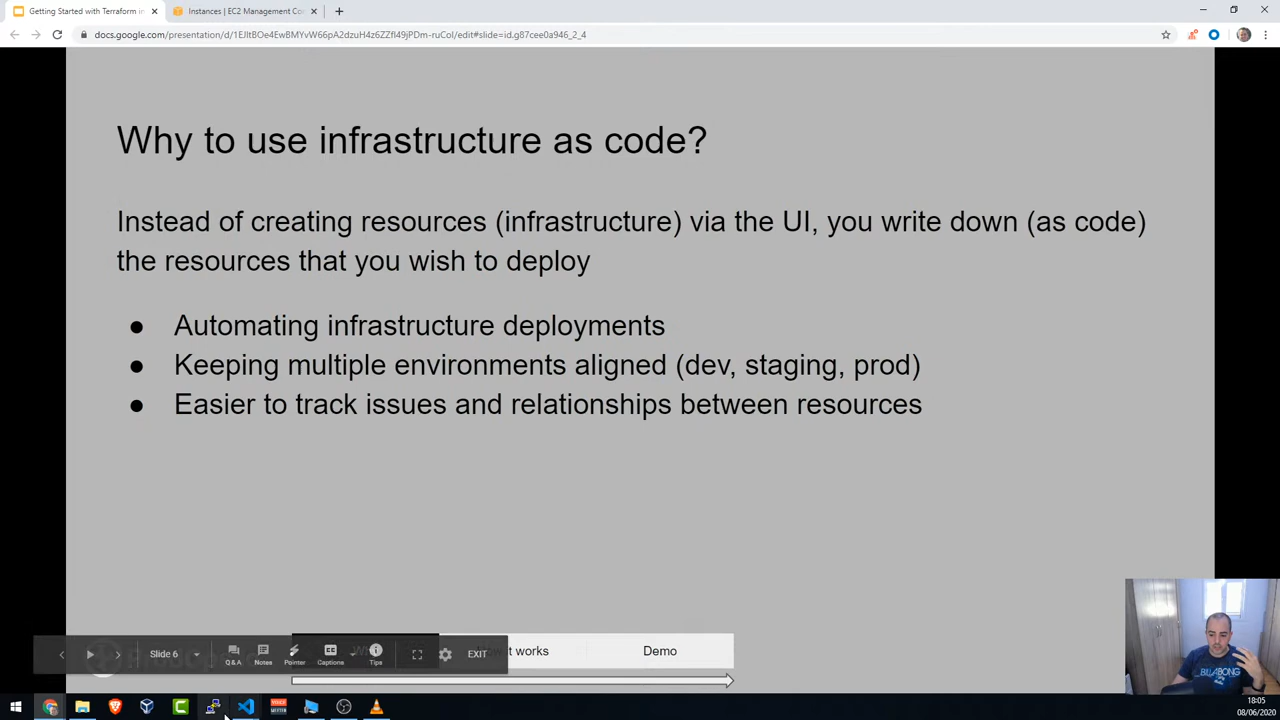 Getting Started with Terraform in
Instances | EC2 Management Co
docs.google.com/presentation/d/1EJltBOe4EwBMYvW66pA2dzuH4z6ZZfl49jPDm-ruCoI/edit#slide=id.g87cee0a946_2_4
Why to use infrastructure as code?
Instead of creating resources (infrastructure) via the UI, you write down (as code)
the resources that you wish to deploy
● Automating infrastructure deployments
● Keeping multiple environments aligned (dev, staging, prod)
● Easier to track issues and relationships between resources
Slide 6
Q&A
Notes
Pointer
Captions
Tips
EXIT
it works
Demo
BILLABONG
18:05
08/06/2020